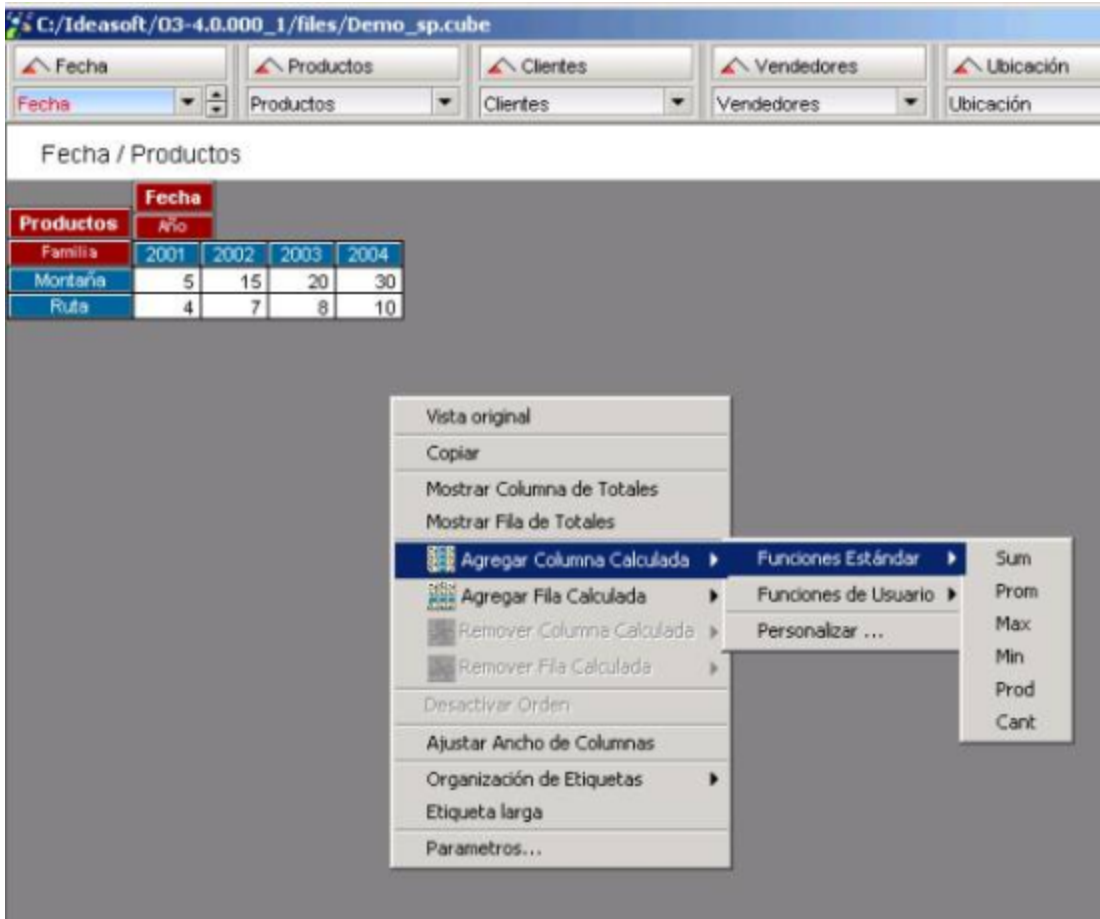 C:/Ideasoft/O3-4.0.000_1/files/Demo_sp.cube
Fecha Productos Clientes Vendedores Ubicación
Fecha Productos Clientes Vendedores Ubicación
Fecha / Productos
Fecha
Productos Año
Familia 2001 2002 2003 2004
Montaña 5 15 20 30
Ruta 4 7 8 10
Vista original
Copiar
Mostrar Columna de Totales
Mostrar Fila de Totales
Agregar Columna Calculada
Agregar Fila Calculada
Remover Columna Calculada
Remover Fila Calculada
Desactivar Orden
Ajustar Ancho de Columnas
Organización de Etiquetas
Etiqueta larga
Parametros...
Funciones Estándar
Funciones de Usuario
Personalizar ...
Sum
Prom
Max
Min
Prod
Cant